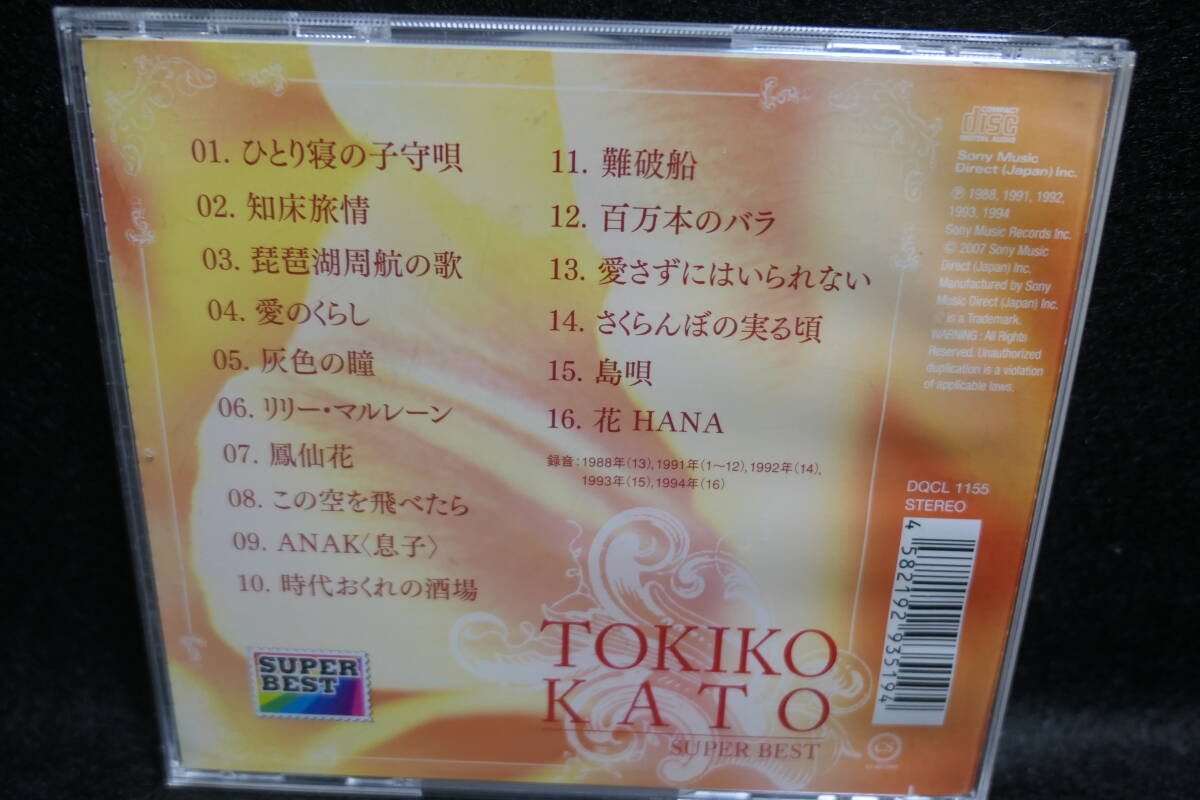 01. ひとり寝の子守唄
02. 知床旅情
03. 琵琶湖周航の歌
04. 愛のくらし
05. 灰色の瞳
06. リリー・マルレーン
07. 鳳仙花
08. この空を飛べたら
09. ANAK〈息子〉
10. 時代おくれの酒場
11. 難破船
12. 百万本のバラ
13. 愛さずにはいられない
14. さくらんぼの実る頃
15. 島唄
16. 花 HANA
録音：1988年(13), 1991年(1〜12), 1992年(14),
1993年(15), 1994年(16)
COMPACT
disc
DIGITAL AUDIO
Sony Music
Direct (Japan) Inc.
Ⓟ 1988, 1991, 1992,
1993, 1994
Sony Music Records Inc.
© 2007 Sony Music
Direct (Japan) Inc.
Manufactured by Sony
Music Direct (Japan) Inc.
is a Trademark.
WARNING : All Rights
Reserved. Unauthorized
duplication is a violation
of applicable laws.
DQCL 1155
STEREO
4 582192 935194
SUPER
BEST
TOKIKO
KATO
SUPER BEST